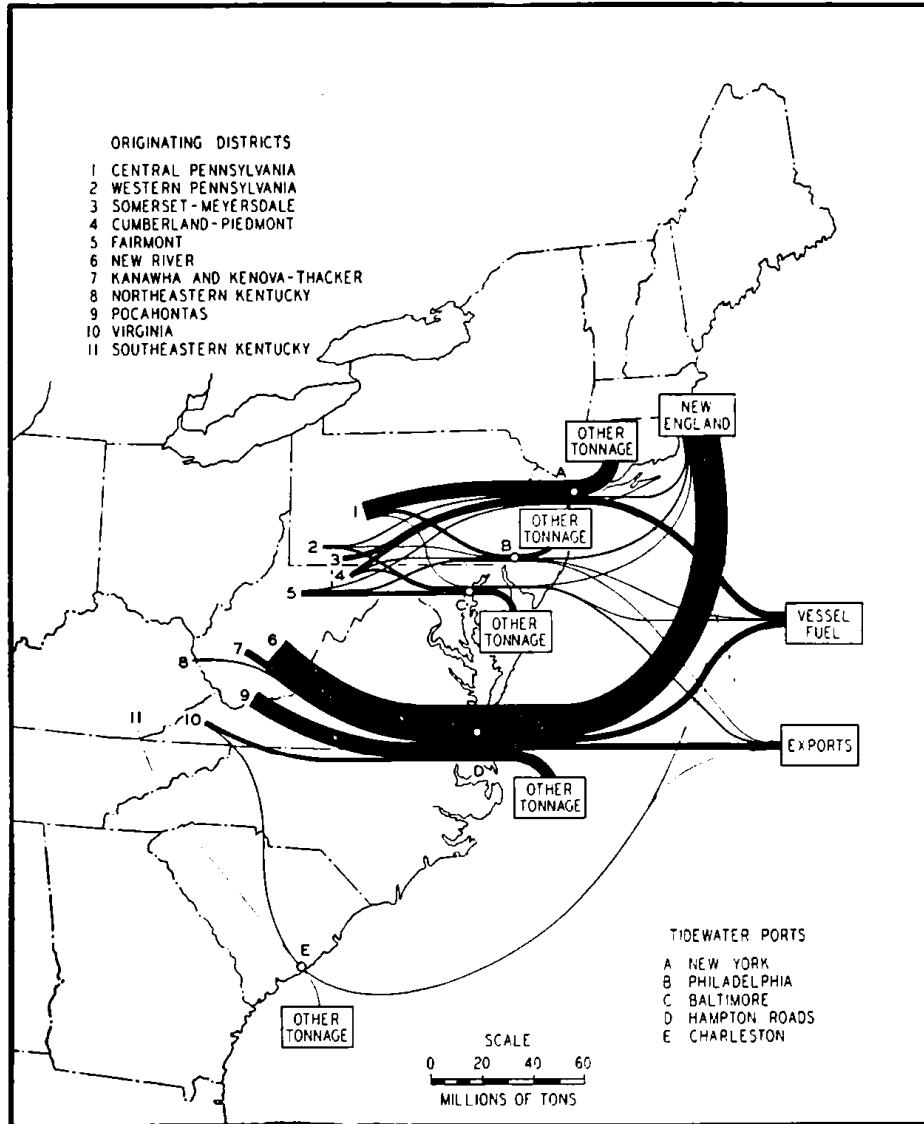 ORIGINATING DISTRICTS
1 CENTRAL PENNSYLVANIA
2 WESTERN PENNSYLVANIA
3 SOMERSET-MEYERSDALE
4 CUMBERLAND-PIEDMONT
5 FAIRMONT
6 NEW RIVER
7 KANAWHA AND KENOVA-THACKER
8 NORTHEASTERN KENTUCKY
9 POCAHONTAS
10 VIRGINIA
11 SOUTHEASTERN KENTUCKY
NEW
ENGLAND
OTHER
TONNAGE
A
1
OTHER
TONNAGE
B
2
3
4
5
C
OTHER
TONNAGE
VESSEL
FUEL
6
7
8
9
10
11
EXPORTS
D
OTHER
TONNAGE
E
OTHER
TONNAGE
TIDEWATER PORTS
A NEW YORK
B PHILADELPHIA
C BALTIMORE
D HAMPTON ROADS
E CHARLESTON
SCALE
0 20 40 60
MILLIONS OF TONS